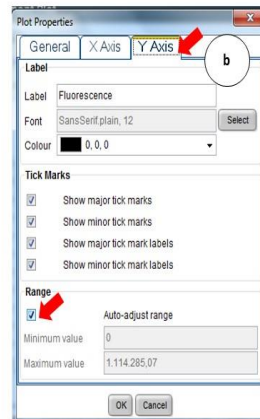 Plot Properties
General X Axis Y Axis
b
Label
Label Fluorescence
Font SansSerif.plain, 12 Select
Colour 0, 0, 0
Tick Marks
Show major tick marks
Show minor tick marks
Show major tick mark labels
Show minor tick mark labels
Range
Auto-adjust range
Minimum value 0
Maximum value 1.114.285,07
OK Cancel